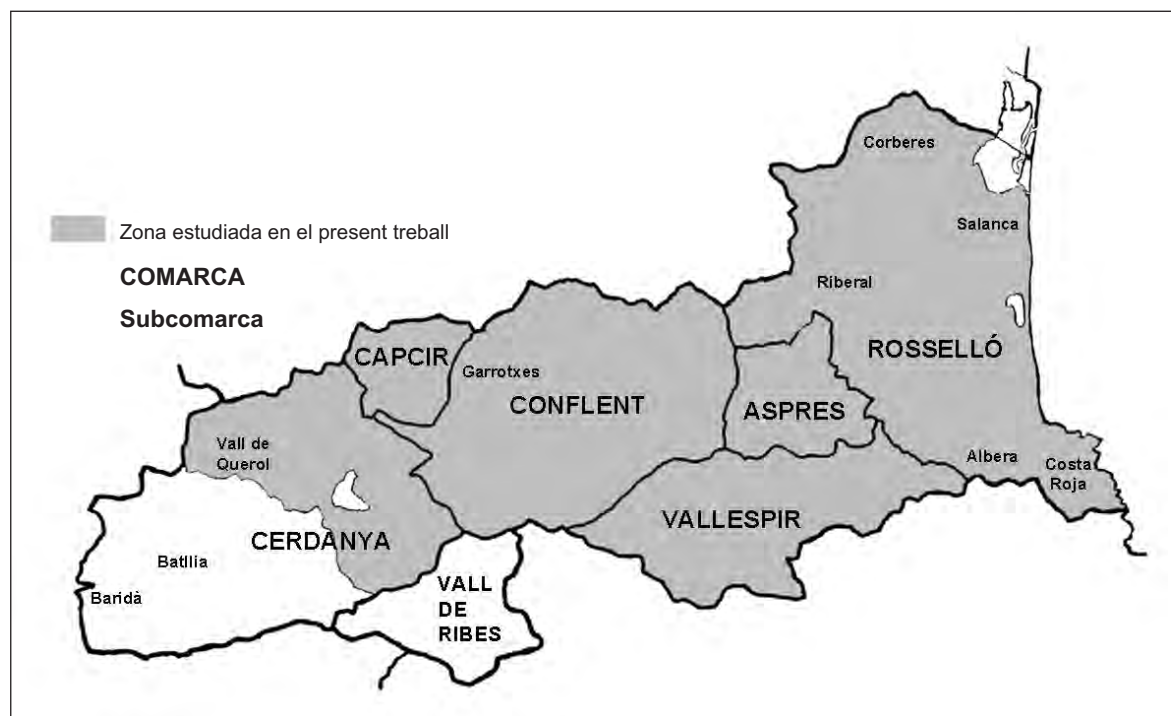 Corberes
Salanca
Zona estudiada en el present treball
COMARCA
Subcomarca
Riberal
ROSSELLÓ
CAPCIR
Garrotxes
CONFLENT
ASPRES
Vall de
Querol
Albera
Costa
Roja
VALLESPIR
CERDANYA
Batllia
Baridà
VALL
DE
RIBES